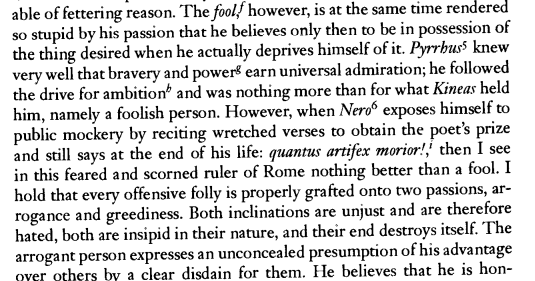 able of fettering reason. The fool,f however, is at the same time rendered
so stupid by his passion that he believes only then to be in possession of
the thing desired when he actually deprives himself of it. Pyrrhus5 knew
very well that bravery and powerg earn universal admiration; he followed
the drive for ambitionh and was nothing more than for what Kineas held
him, namely a foolish person. However, when Nero6 exposes himself to
public mockery by reciting wretched verses to obtain the poet's prize
and still says at the end of his life: quantus artifex morior!,i then I see
in this feared and scorned ruler of Rome nothing better than a fool. I
hold that every offensive folly is properly grafted onto two passions, ar-
rogance and greediness. Both inclinations are unjust and are therefore
hated, both are insipid in their nature, and their end destroys itself. The
arrogant person expresses an unconcealed presumption of his advantage
over others by a clear disdain for them. He believes that he is hon-